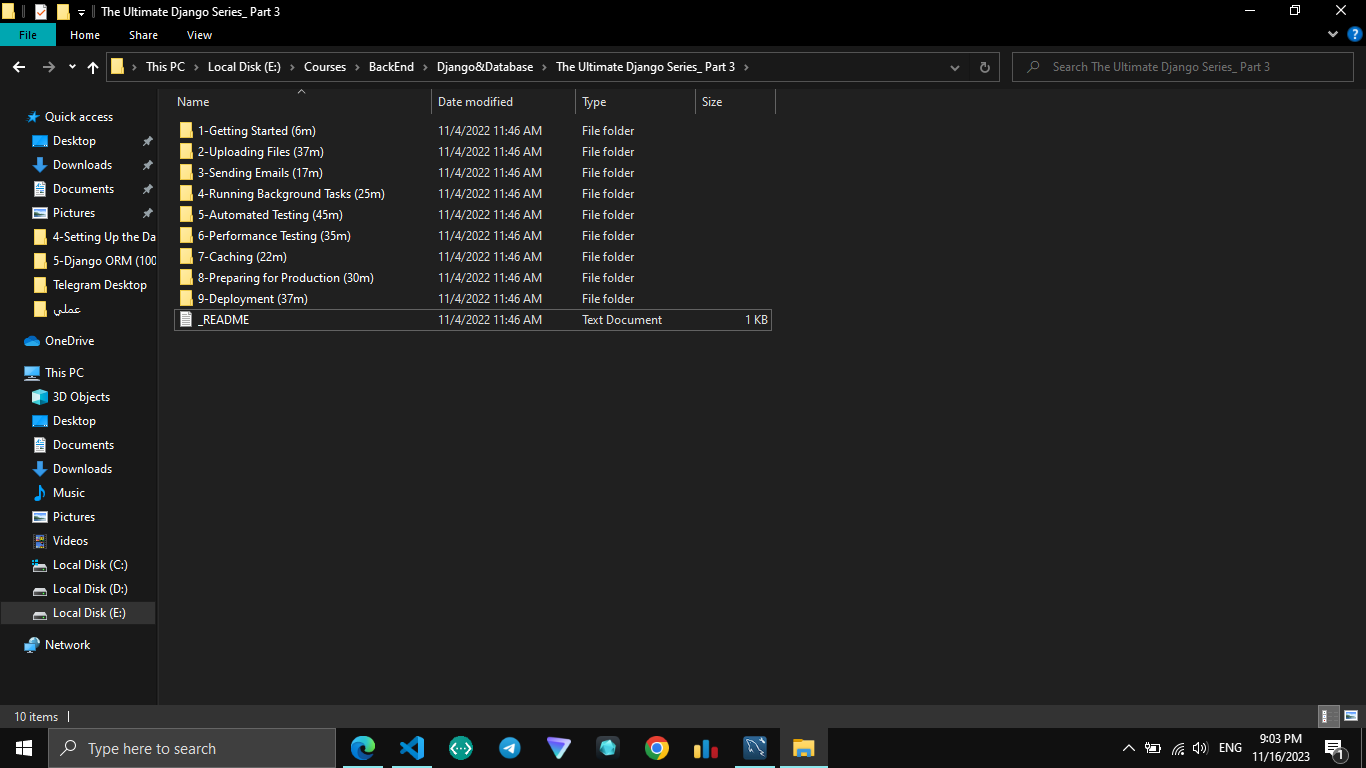 The Ultimate Django Series_ Part 3
File Home Share View
This PC Local Disk (E:) Courses BackEnd Django&Database The Ultimate Django Series_ Part 3
Search The Ultimate Django Series_ Part 3
Name Date modified Type Size
1-Getting Started (6m) 11/4/2022 11:46 AM File folder
2-Uploading Files (37m) 11/4/2022 11:46 AM File folder
3-Sending Emails (17m) 11/4/2022 11:46 AM File folder
4-Running Background Tasks (25m) 11/4/2022 11:46 AM File folder
5-Automated Testing (45m) 11/4/2022 11:46 AM File folder
6-Performance Testing (35m) 11/4/2022 11:46 AM File folder
7-Caching (22m) 11/4/2022 11:46 AM File folder
8-Preparing for Production (30m) 11/4/2022 11:46 AM File folder
9-Deployment (37m) 11/4/2022 11:46 AM File folder
_README 11/4/2022 11:46 AM Text Document 1 KB
Quick access
Desktop
Downloads
Documents
Pictures
4-Setting Up the Da
5-Django ORM (100
Telegram Desktop
عملي
OneDrive
This PC
3D Objects
Desktop
Documents
Downloads
Music
Pictures
Videos
Local Disk (C:)
Local Disk (D:)
Local Disk (E:)
Network
10 items
Type here to search
ENG
9:03 PM
11/16/2023
1